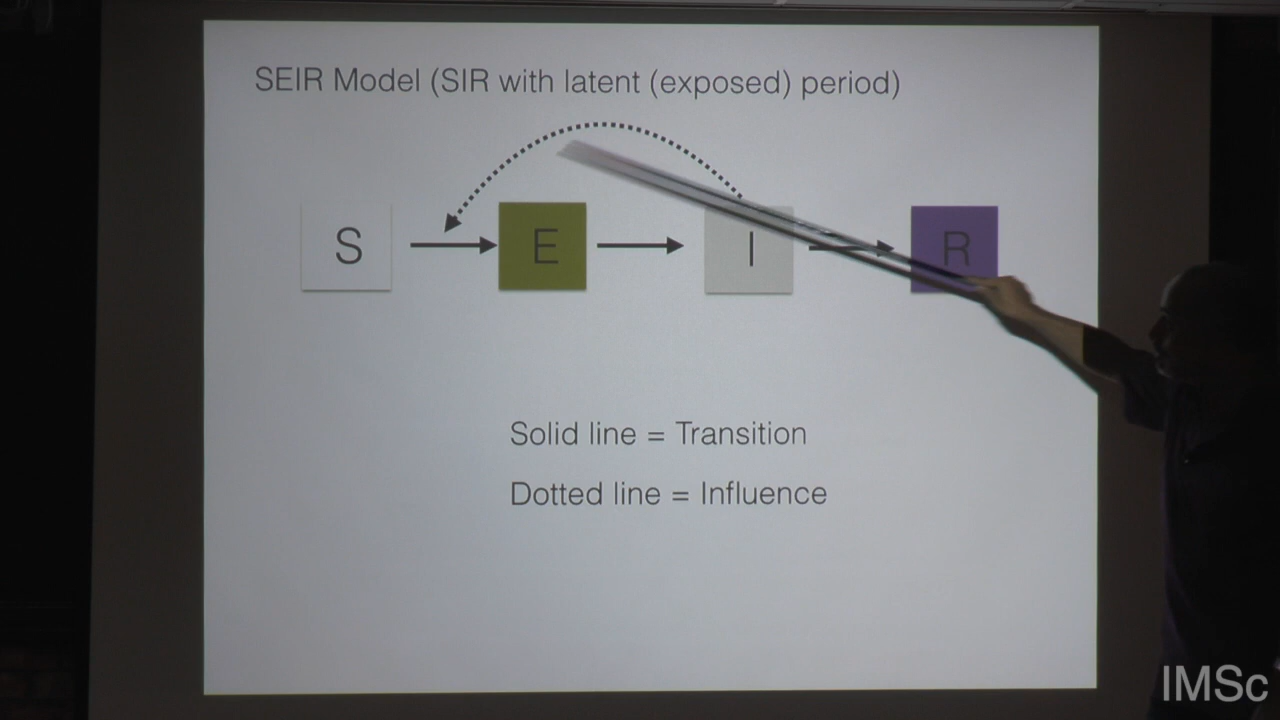 SEIR Model (SIR with latent (exposed) period)
S E I R
Solid line = Transition
Dotted line = Influence
IMSc